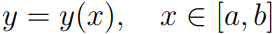 y = y(x), x ∈ [a, b]